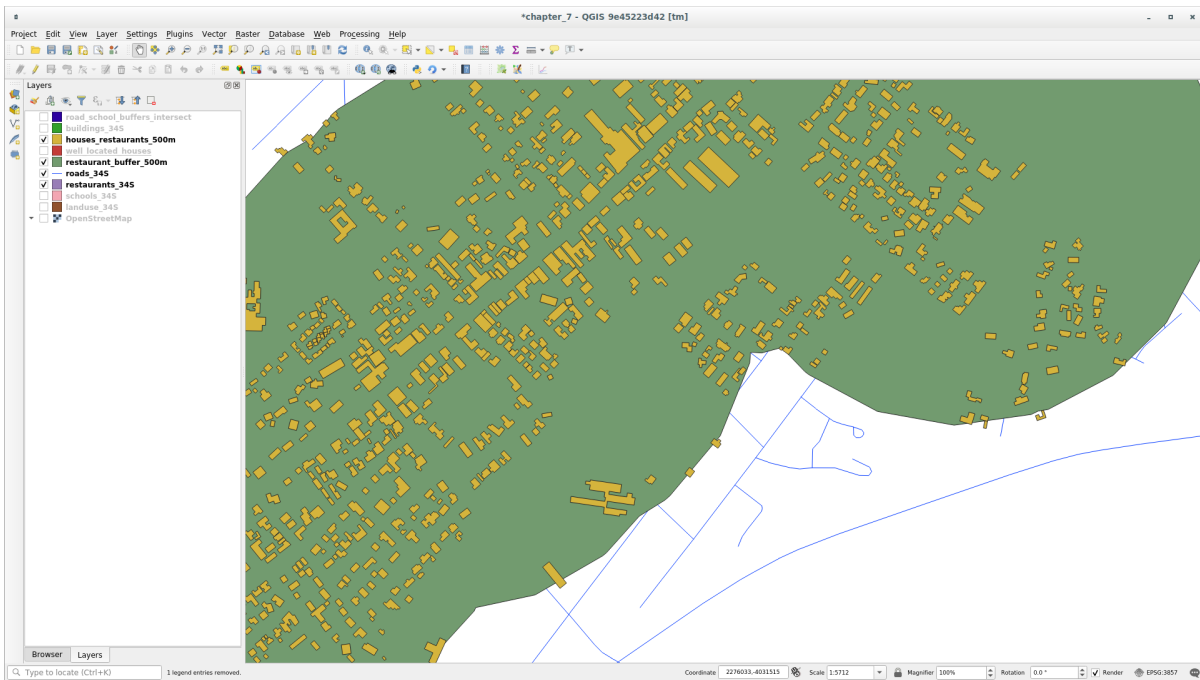 *chapter_7 - QGIS 9e45223d42 [tm]
Project Edit View Layer Settings Plugins Vector Raster Database Web Processing Help
Layers
road_school_buffers_intersect
buildings_34S
houses_restaurants_500m
well_located_houses
restaurant_buffer_500m
roads_34S
restaurants_34S
schools_34S
landuse_34S
OpenStreetMap
Browser Layers
Type to locate (Ctrl+K) 1 legend entries removed. Coordinate 2276033,-4031515 Scale 1:5712 Magnifier 100% Rotation 0.0 ° Render EPSG:3857